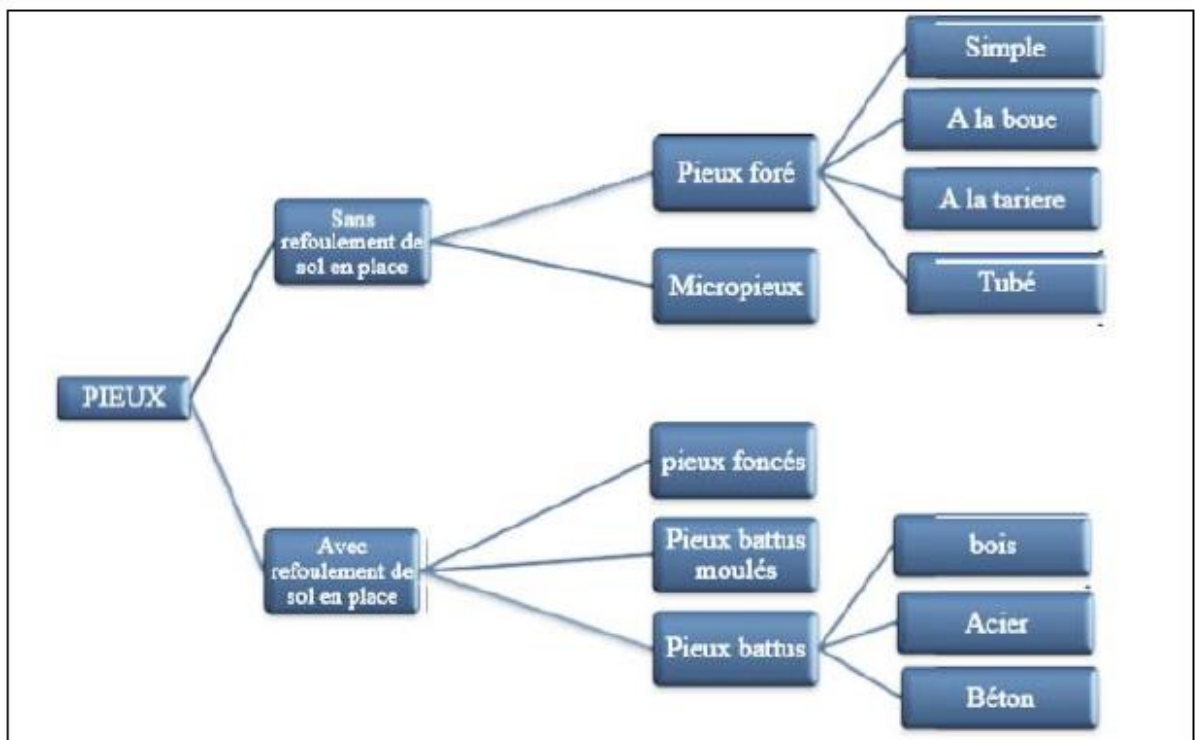 PIEUX
Sans
refoulement de
sol en place
Pieux foré
Simple
A la boue
A la tariere
Tubé
Micropieux
Avec
refoulement de
sol en place
pieux foncés
Pieux battus
moulés
Pieux battus
bois
Acier
Béton